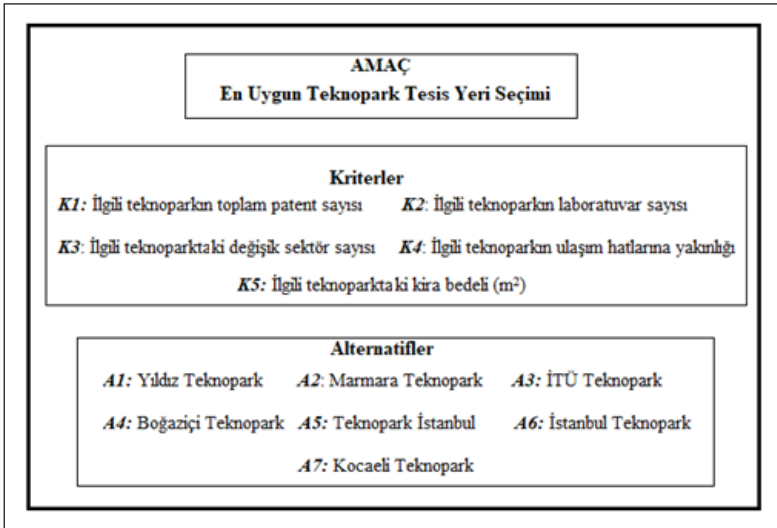 AMAÇ
En Uygun Teknopark Tesis Yeri Seçimi
Kriterler
K1: İlgili teknoparkın toplam patent sayısı K2: İlgili teknoparkın laboratuvar sayısı
K3: İlgili teknoparktaki değişik sektör sayısı K4: İlgili teknoparkın ulaşım hatlarına yakınlığı
K5: İlgili teknoparktaki kira bedeli (m²)
Alternatifler
A1: Yıldız Teknopark A2: Marmara Teknopark A3: İTÜ Teknopark
A4: Boğaziçi Teknopark A5: Teknopark İstanbul A6: İstanbul Teknopark
A7: Kocaeli Teknopark